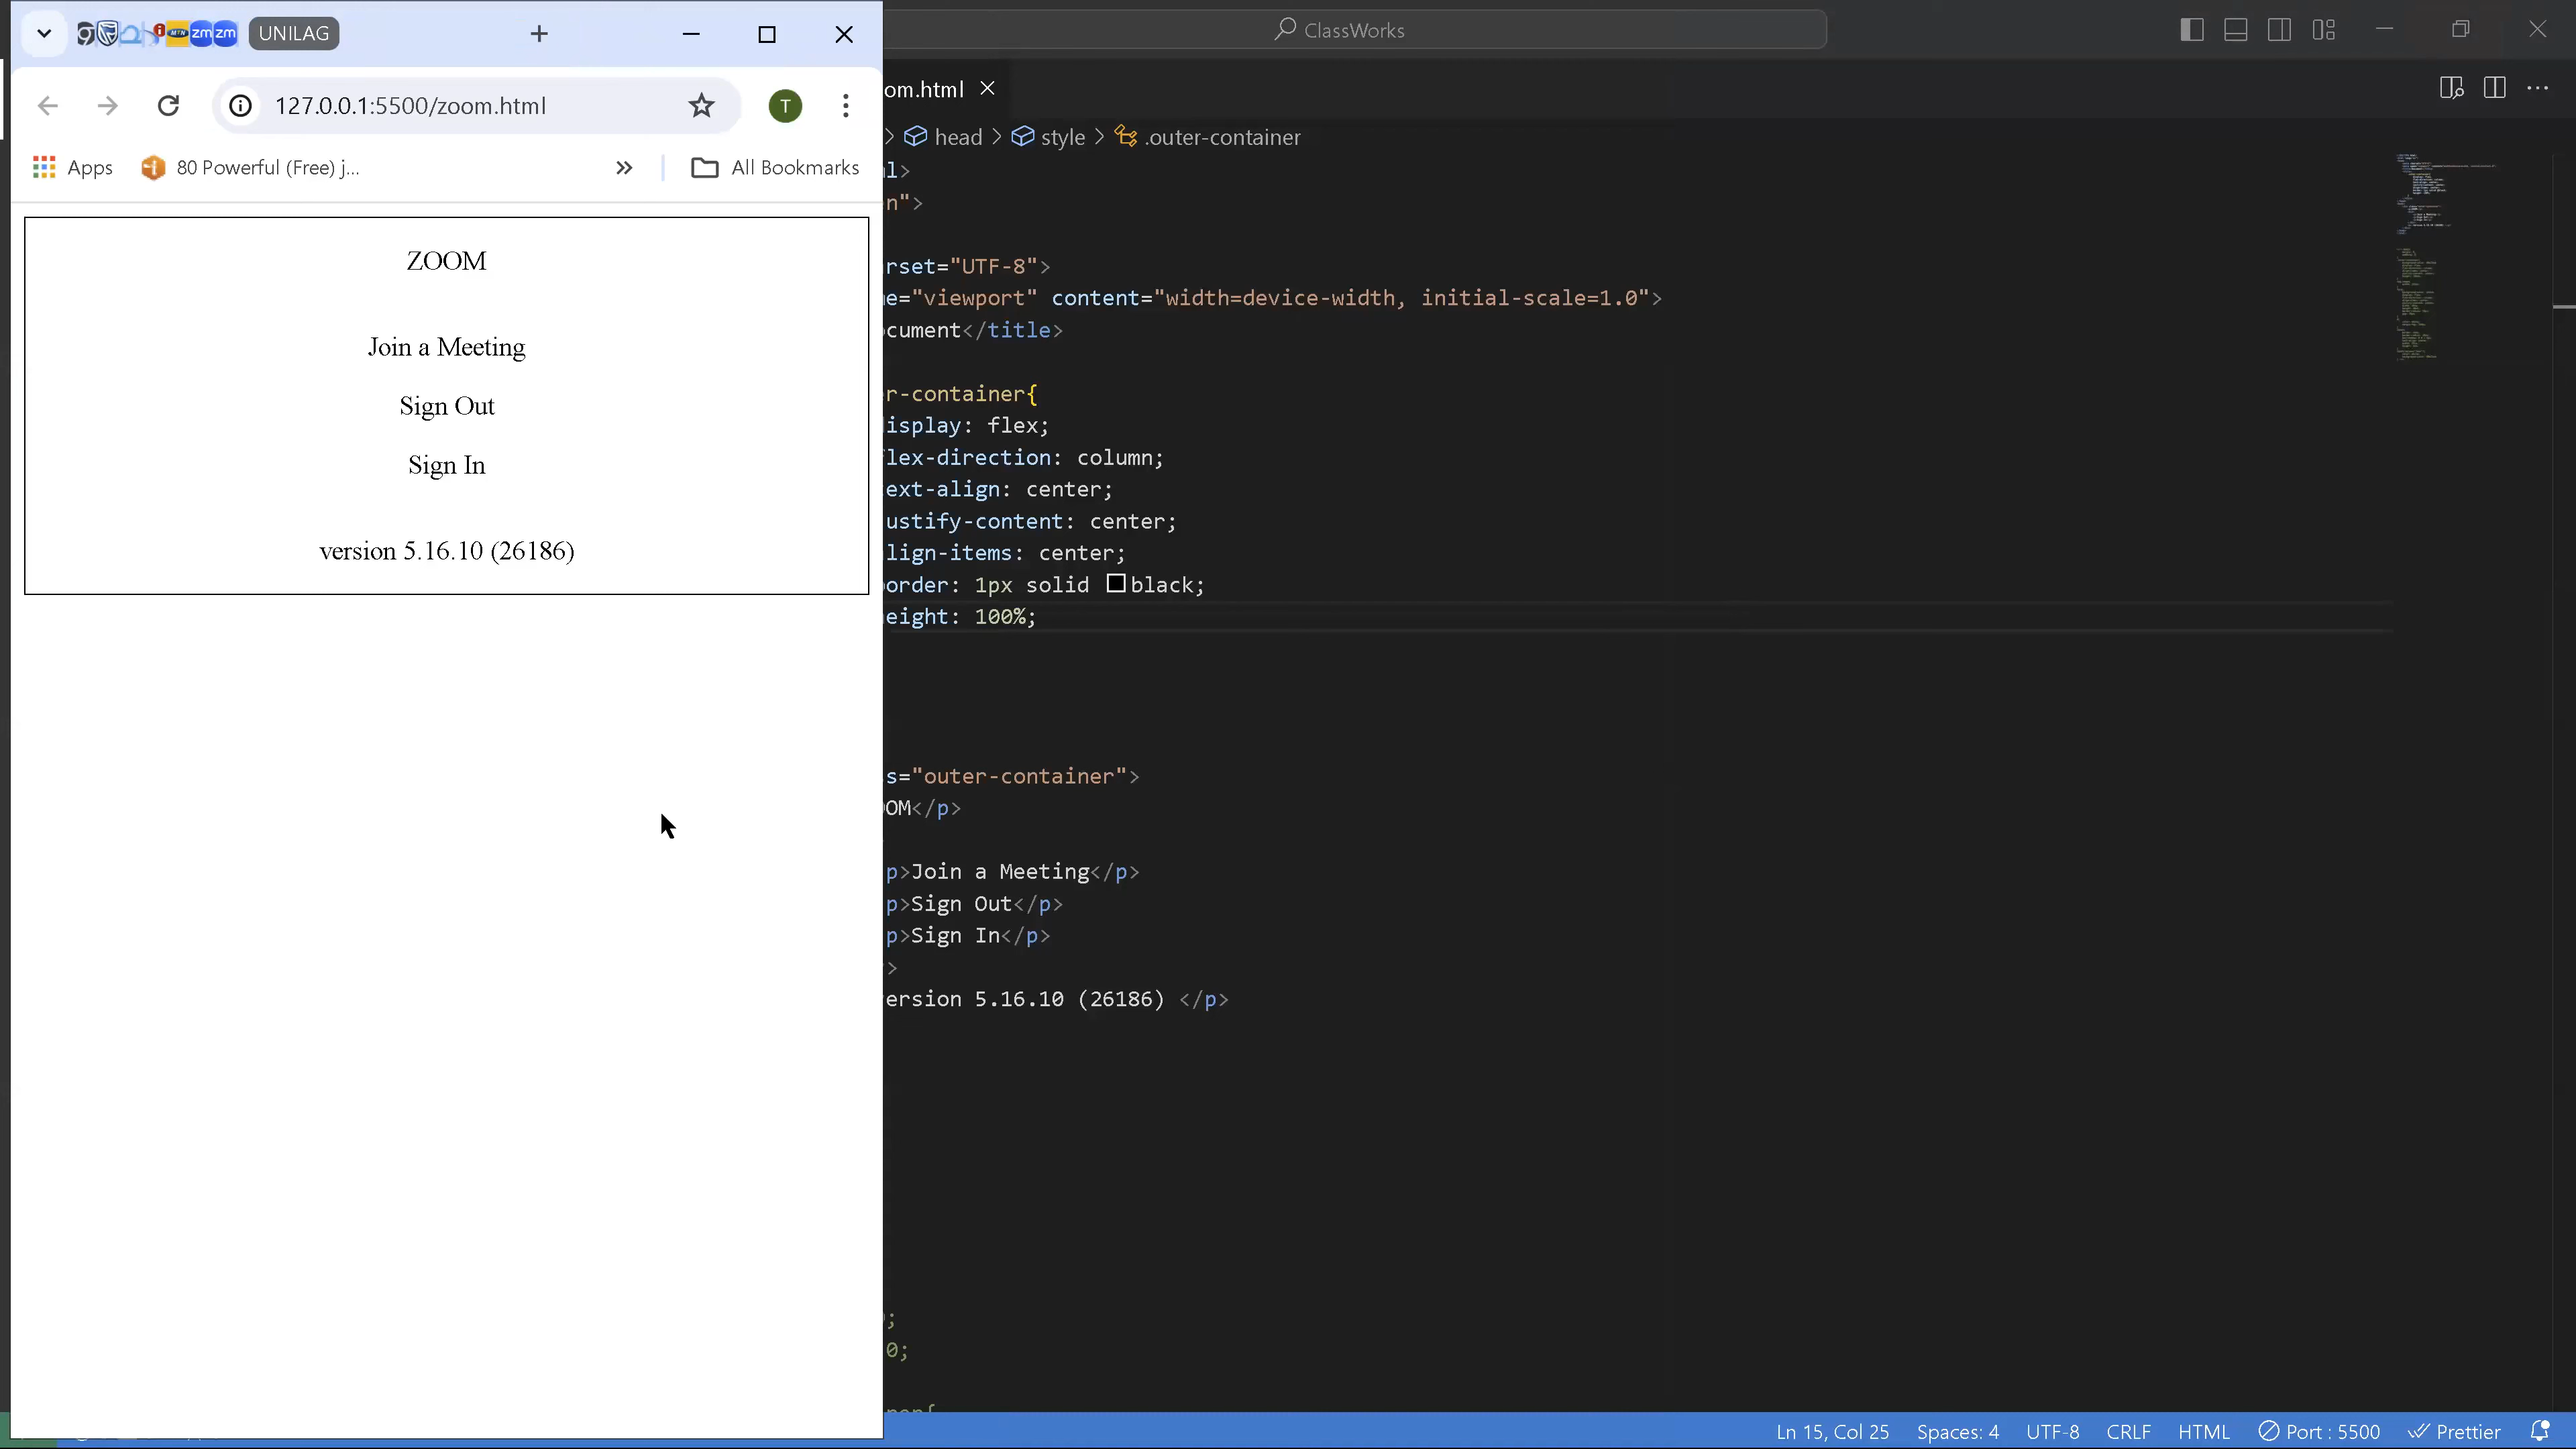 UNILAG
127.0.0.1:5500/zoom.html
T
Apps
80 Powerful (Free) j...
All Bookmarks
ZOOM
Join a Meeting
Sign Out
Sign In
version 5.16.10 (26186)
ClassWorks
om.html
head > style > .outer-container
l>
n">
rset="UTF-8">
e="viewport" content="width=device-width, initial-scale=1.0">
cument</title>
r-container{
isplay: flex;
lex-direction: column;
ext-align: center;
ustify-content: center;
lign-items: center;
order: 1px solid black;
eight: 100%;
s="outer-container">
OM</p>
p>Join a Meeting</p>
p>Sign Out</p>
p>Sign In</p>
>
ersion 5.16.10 (26186) </p>
;
0;
Ln 15, Col 25 Spaces: 4 UTF-8 CRLF HTML Port : 5500 Prettier